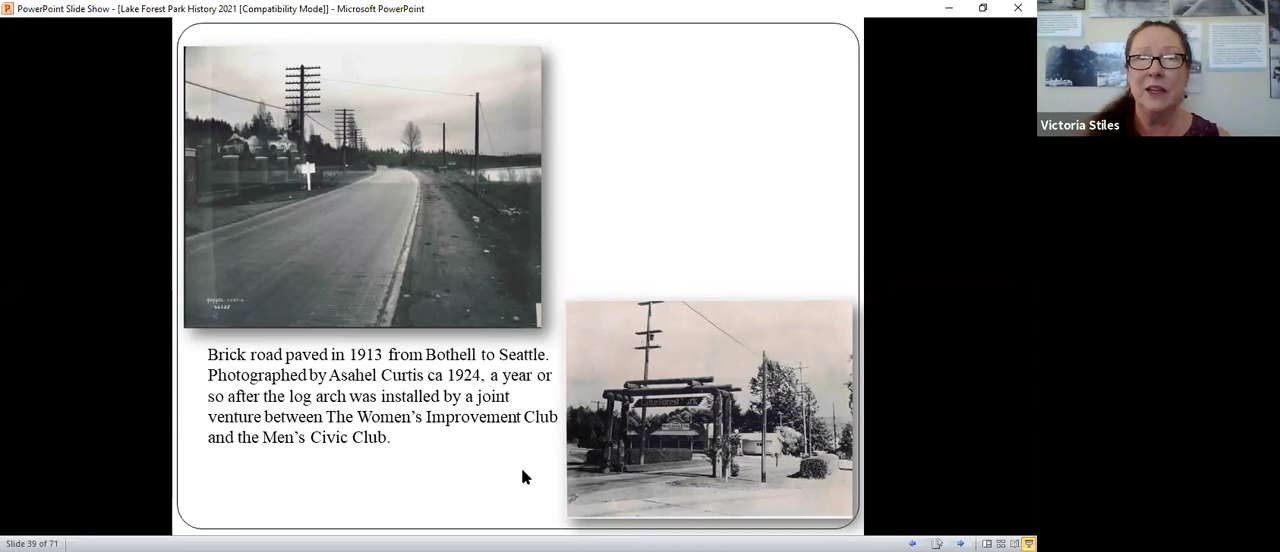 PowerPoint Slide Show - [Lake Forest Park History 2021 [Compatibility Mode]] - Microsoft PowerPoint
Victoria Stiles
Lake Forest Park
Brick road paved in 1913 from Bothell to Seattle.
Photographed by Asahel Curtis ca 1924, a year or
so after the log arch was installed by a joint
venture between The Women's Improvement Club
and the Men's Civic Club.
Slide 39 of 71